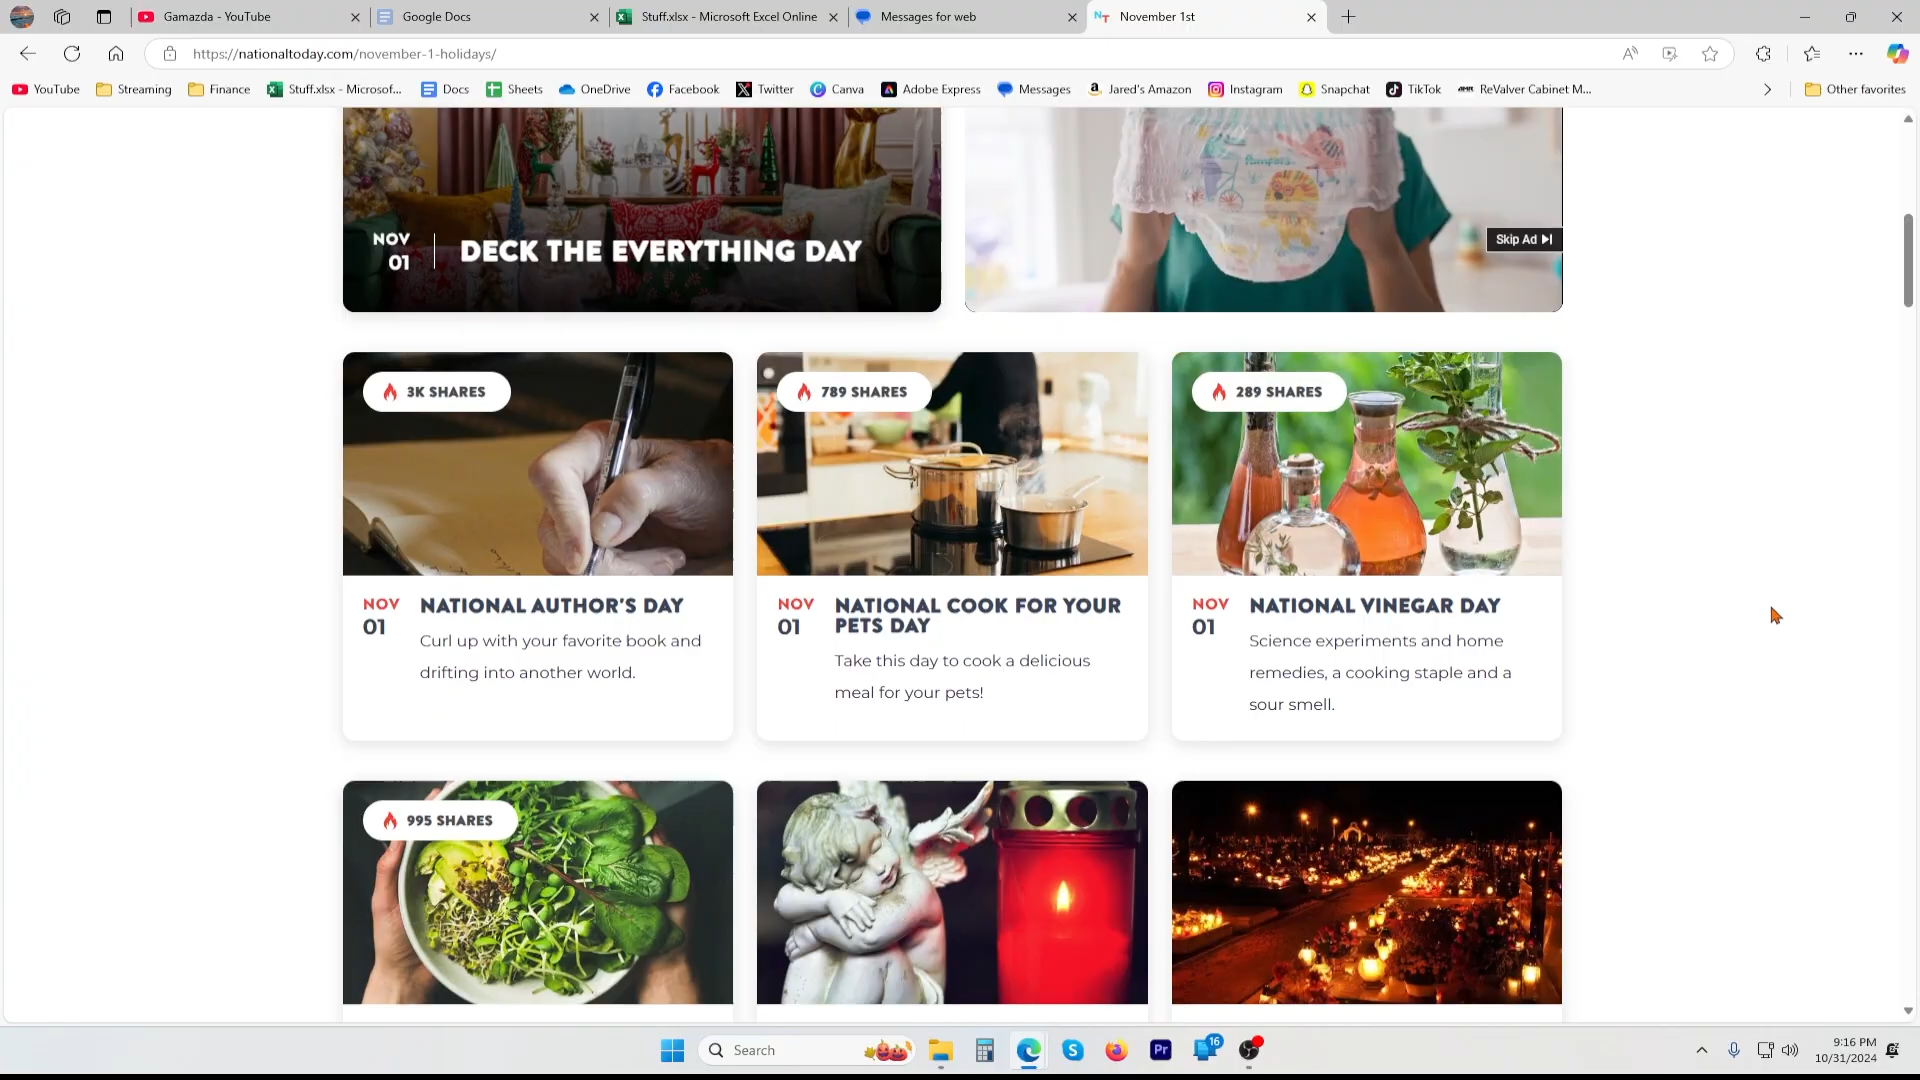 Gamazda - YouTube
Google Docs
Stuff.xlsx - Microsoft Excel Online
Messages for web
NT
November 1st
https://nationaltoday.com/november-1-holidays/
YouTube
Streaming
Finance
Stuff.xlsx - Microsof...
Docs
Sheets
OneDrive
Facebook
Twitter
Canva
Adobe Express
Messages
Jared's Amazon
Instagram
Snapchat
TikTok
ReValver Cabinet M...
Other favorites
Pampers
NOV
01
DECK THE EVERYTHING DAY
Skip Ad
3K SHARES
789 SHARES
289 SHARES
NOV
01
NATIONAL AUTHOR'S DAY
Curl up with your favorite book and
drifting into another world.
NOV
01
NATIONAL COOK FOR YOUR
PETS DAY
Take this day to cook a delicious
meal for your pets!
NOV
01
NATIONAL VINEGAR DAY
Science experiments and home
remedies, a cooking staple and a
sour smell.
995 SHARES
Search
Pr
16
9:16 PM
10/31/2024